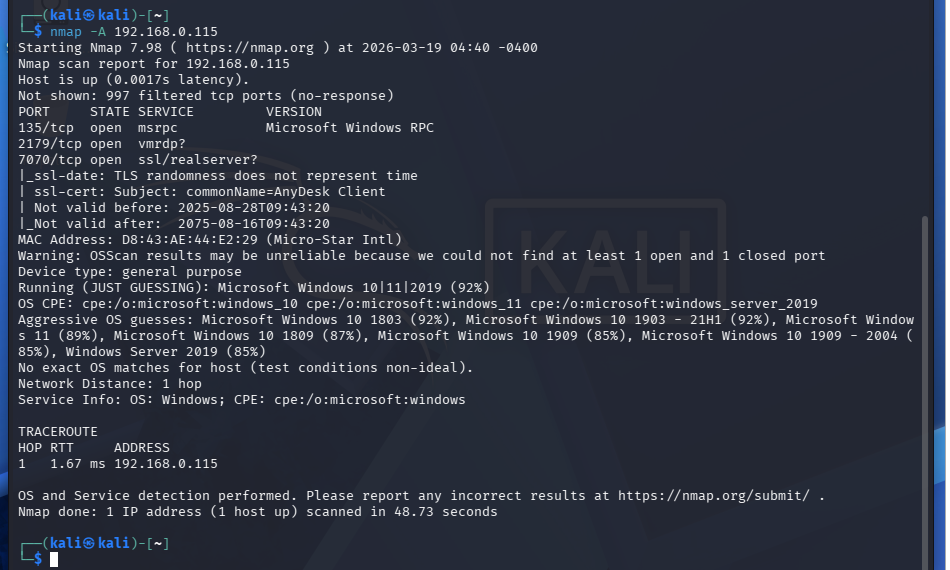 ┌──(kali㉿kali)-[~]
└─$ nmap -A 192.168.0.115
Starting Nmap 7.98 ( https://nmap.org ) at 2026-03-19 04:40 -0400
Nmap scan report for 192.168.0.115
Host is up (0.0017s latency).
Not shown: 997 filtered tcp ports (no-response)
PORT     STATE SERVICE         VERSION
135/tcp  open  msrpc           Microsoft Windows RPC
2179/tcp open  vmrdp?
7070/tcp open  ssl/realserver?
|_ssl-date: TLS randomness does not represent time
| ssl-cert: Subject: commonName=AnyDesk Client
| Not valid before: 2025-08-28T09:43:20
|_Not valid after:  2075-08-16T09:43:20
MAC Address: D8:43:AE:44:E2:29 (Micro-Star Intl)
Warning: OSScan results may be unreliable because we could not find at least 1 open and 1 closed port
Device type: general purpose
Running (JUST GUESSING): Microsoft Windows 10|11|2019 (92%)
OS CPE: cpe:/o:microsoft:windows_10 cpe:/o:microsoft:windows_11 cpe:/o:microsoft:windows_server_2019
Aggressive OS guesses: Microsoft Windows 10 1803 (92%), Microsoft Windows 10 1903 - 21H1 (92%), Microsoft Window
s 11 (89%), Microsoft Windows 10 1809 (87%), Microsoft Windows 10 1909 (85%), Microsoft Windows 10 1909 - 2004 (
85%), Windows Server 2019 (85%)
No exact OS matches for host (test conditions non-ideal).
Network Distance: 1 hop
Service Info: OS: Windows; CPE: cpe:/o:microsoft:windows

TRACEROUTE
HOP RTT     ADDRESS
1   1.67 ms 192.168.0.115

OS and Service detection performed. Please report any incorrect results at https://nmap.org/submit/ .
Nmap done: 1 IP address (1 host up) scanned in 48.73 seconds

┌──(kali㉿kali)-[~]
└─$
KALI